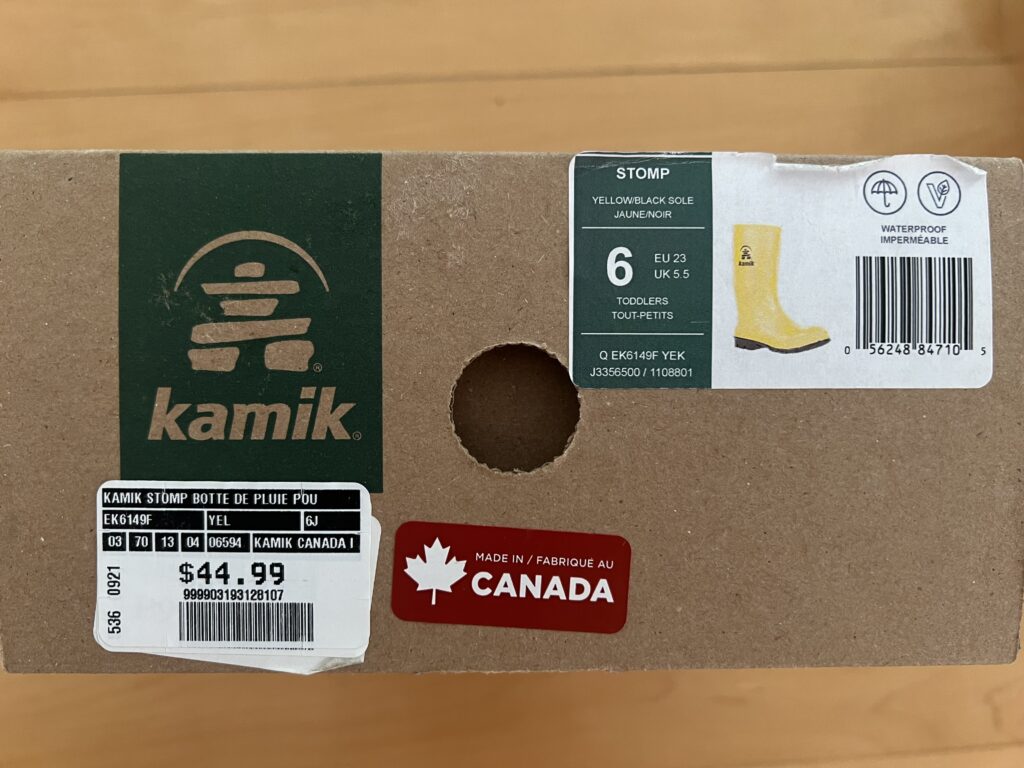 kamik®
STOMP
YELLOW/BLACK SOLE
JAUNE/NOIR
6
EU 23
UK 5.5
TODDLERS
TOUT-PETITS
Q EK6149F YEK
J3356500 / 1108801
kamik
WATERPROOF
IMPERMÉABLE
0 56248 84710 5
KAMIK STOMP BOTTE DE PLUIE POU
EK6149F YEL 6J
03 70 13 04 06594 KAMIK CANADA I
$44.99
999903193128107
536 0921
MADE IN / FABRIQUÉ AU
CANADA